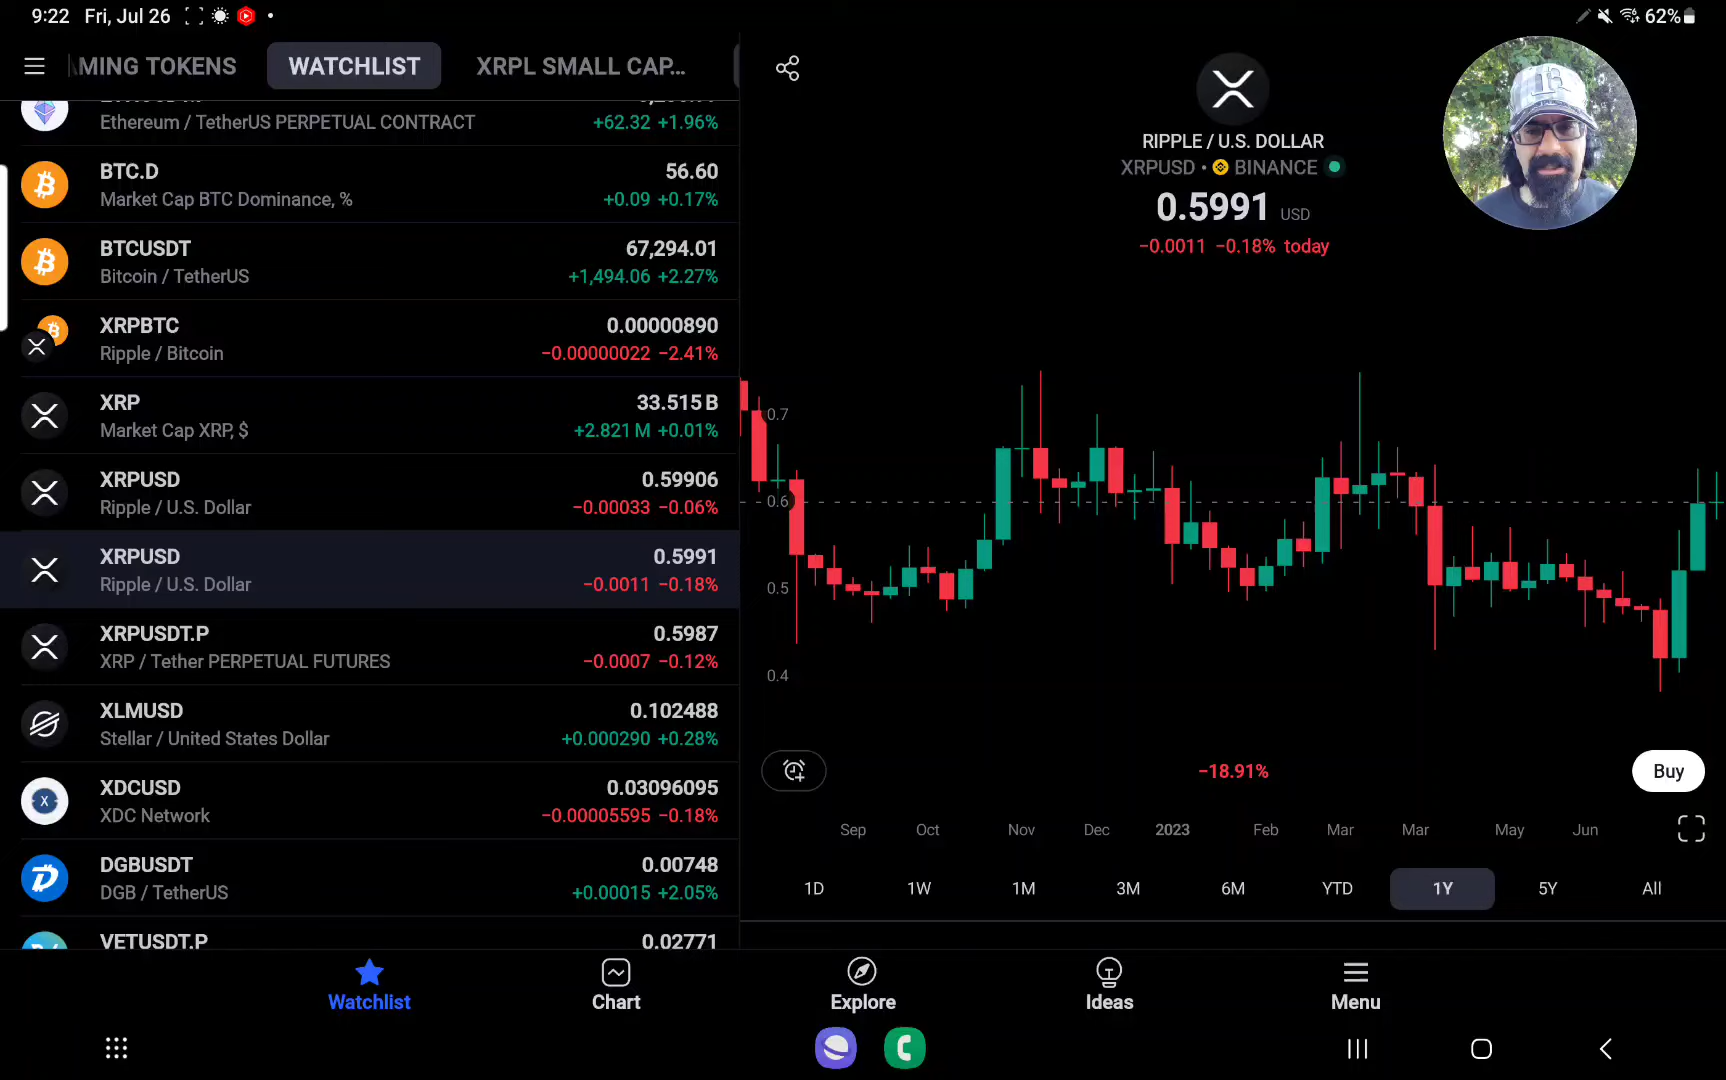 9:22 Fri, Jul 26
62%
MING TOKENS
WATCHLIST
XRPL SMALL CAP...
Ethereum / TetherUS PERPETUAL CONTRACT
+62.32 +1.96%
BTC.D
56.60
Market Cap BTC Dominance, %
+0.09 +0.17%
BTCUSDT
67,294.01
Bitcoin / TetherUS
+1,494.06 +2.27%
XRPBTC
0.00000890
Ripple / Bitcoin
−0.00000022 −2.41%
XRP
33.515 B
Market Cap XRP, $
+2.821 M +0.01%
XRPUSD
0.59906
Ripple / U.S. Dollar
−0.00033 −0.06%
XRPUSD
0.5991
Ripple / U.S. Dollar
−0.0011 −0.18%
XRPUSDT.P
0.5987
XRP / Tether PERPETUAL FUTURES
−0.0007 −0.12%
XLMUSD
0.102488
Stellar / United States Dollar
+0.000290 +0.28%
XDCUSD
0.03096095
XDC Network
−0.00005595 −0.18%
DGBUSDT
0.00748
DGB / TetherUS
+0.00015 +2.05%
VETUSDT.P
0.02771
RIPPLE / U.S. DOLLAR
XRPUSD • BINANCE
0.5991 USD
−0.0011 −0.18% today
0.7
0.6
0.5
0.4
−18.91%
Buy
Sep Oct Nov Dec 2023 Feb Mar Mar May Jun
1D 1W 1M 3M 6M YTD 1Y 5Y All
Watchlist
Chart
Explore
Ideas
Menu